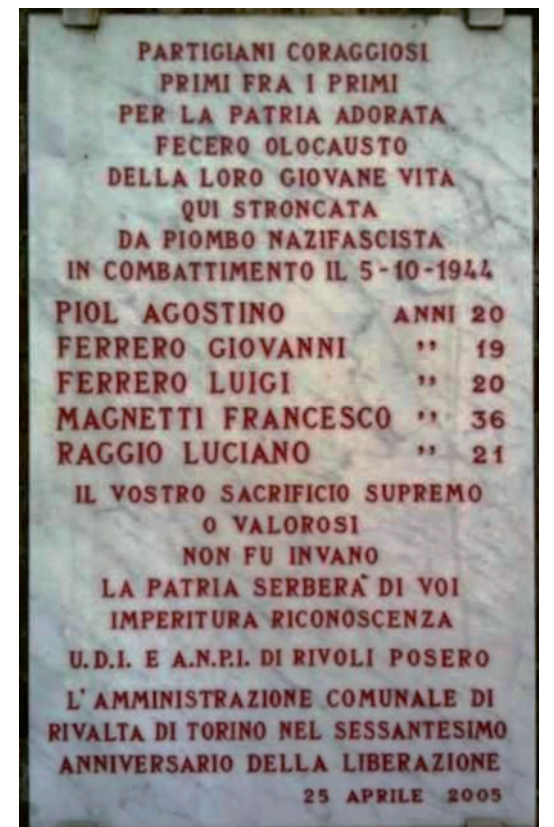 PARTIGIANI CORAGGIOSI
PRIMI FRA I PRIMI
PER LA PATRIA ADORATA
FECERO OLOCAUSTO
DELLA LORO GIOVANE VITA
QUI STRONCATA
DA PIOMBO NAZIFASCISTA
IN COMBATTIMENTO IL 5-10-1944
PIOL AGOSTINO ANNI 20
FERRERO GIOVANNI " 19
FERRERO LUIGI " 20
MAGNETTI FRANCESCO " 36
RAGGIO LUCIANO " 21
IL VOSTRO SACRIFICIO SUPREMO
O VALOROSI
NON FU INVANO
LA PATRIA SERBERA` DI VOI
IMPERITURA RICONOSCENZA
U.D.I. E A.N.P.I. DI RIVOLI POSERO
L'AMMINISTRAZIONE COMUNALE DI
RIVALTA DI TORINO NEL SESSANTESIMO
ANNIVERSARIO DELLA LIBERAZIONE
25 APRILE 2005